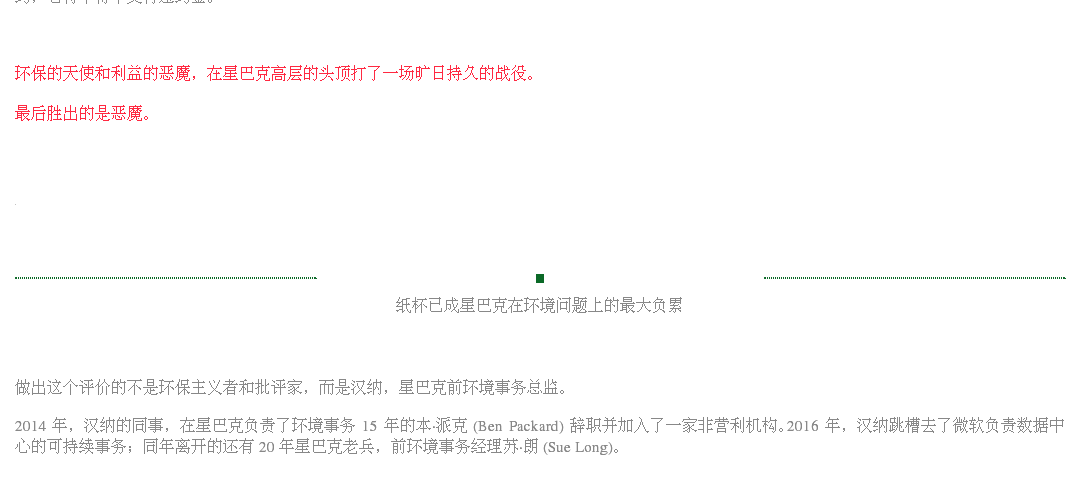 环保的天使和利益的恶魔，在星巴克高层的头顶打了一场旷日持久的战役。
最后胜出的是恶魔。
纸杯已成星巴克在环境问题上的最大负累
做出这个评价的不是环保主义者和批评家，而是汉纳，星巴克前环境事务总监。
2014 年，汉纳的同事，在星巴克负责了环境事务 15 年的本·派克 (Ben Packard) 辞职并加入了一家非营利机构。2016 年，汉纳跳槽去了微软负责数据中
心的可持续事务；同年离开的还有 20 年星巴克老兵，前环境事务经理苏·朗 (Sue Long)。